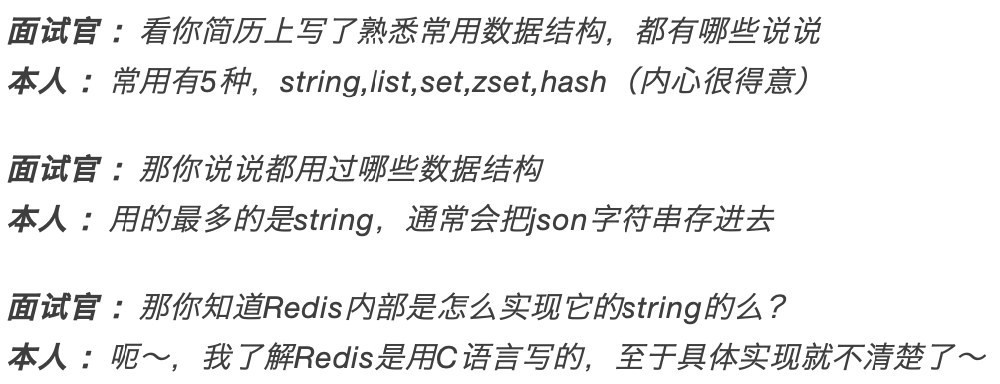 面试官 ：看你简历上写了熟悉常用数据结构，都有哪些说说
本人 ：常用有5种，string,list,set,zset,hash（内心很得意）
面试官 ：那你说说都用过哪些数据结构
本人 ：用的最多的是string，通常会把json字符串存进去
面试官 ：那你知道Redis内部是怎么实现它的string的么？
本人 ：呃～，我了解Redis是用C语言写的，至于具体实现就不清楚了～